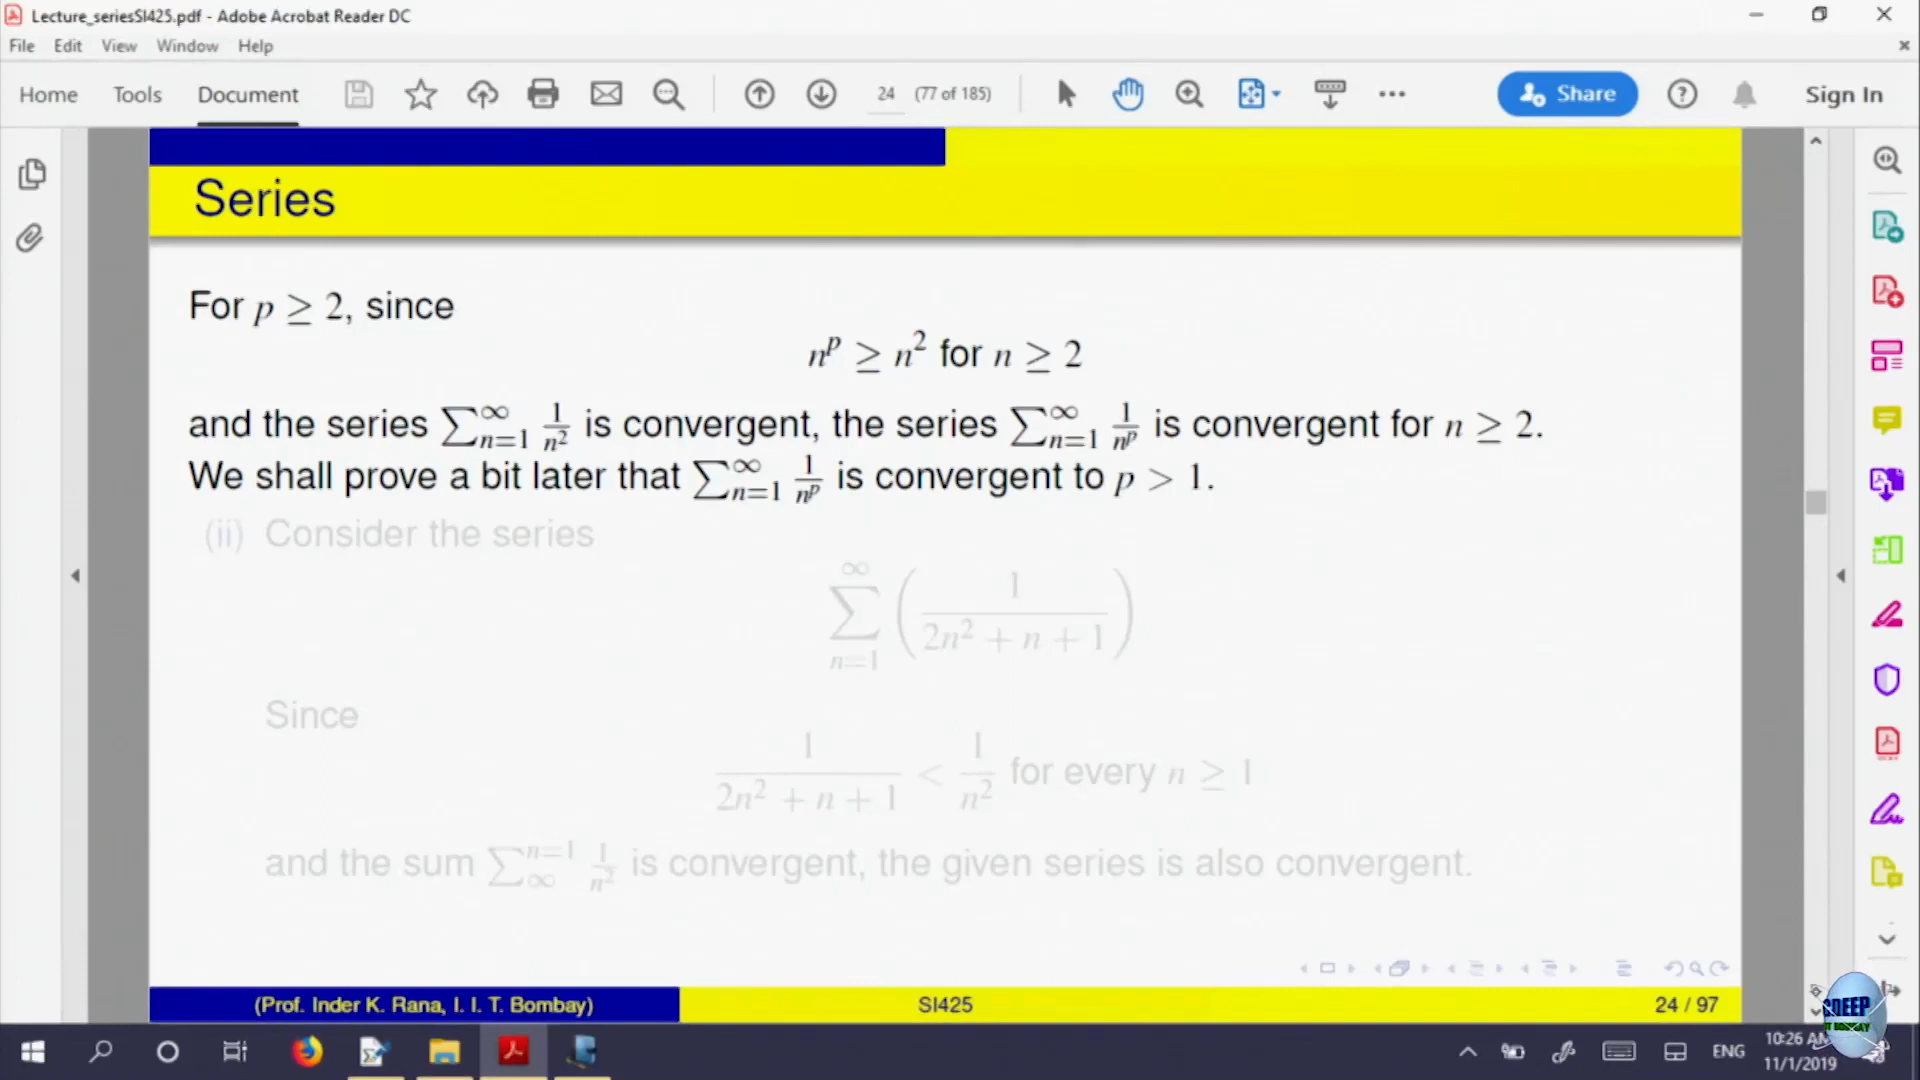 Lecture_seriesSI425.pdf - Adobe Acrobat Reader DC
File Edit View Window Help
Home Tools Document 24 (77 of 185) Share Sign In
Series
For p ≥ 2, since
n^p ≥ n^2 for n ≥ 2
and the series ∑_{n=1}^{∞} 1/n^2 is convergent, the series ∑_{n=1}^{∞} 1/n^p is convergent for n ≥ 2.
We shall prove a bit later that ∑_{n=1}^{∞} 1/n^p is convergent to p > 1.
(ii) Consider the series
∑_{n=1}^{∞} (1/(2n^2 + n + 1))
Since
1/(2n^2 + n + 1) < 1/n^2 for every n ≥ 1
and the sum ∑_{∞}^{n=1} 1/n^2 is convergent, the given series is also convergent.
(Prof. Inder K. Rana, I. I. T. Bombay) SI425 24 / 97
ENG 10:26 AM
11/1/2019